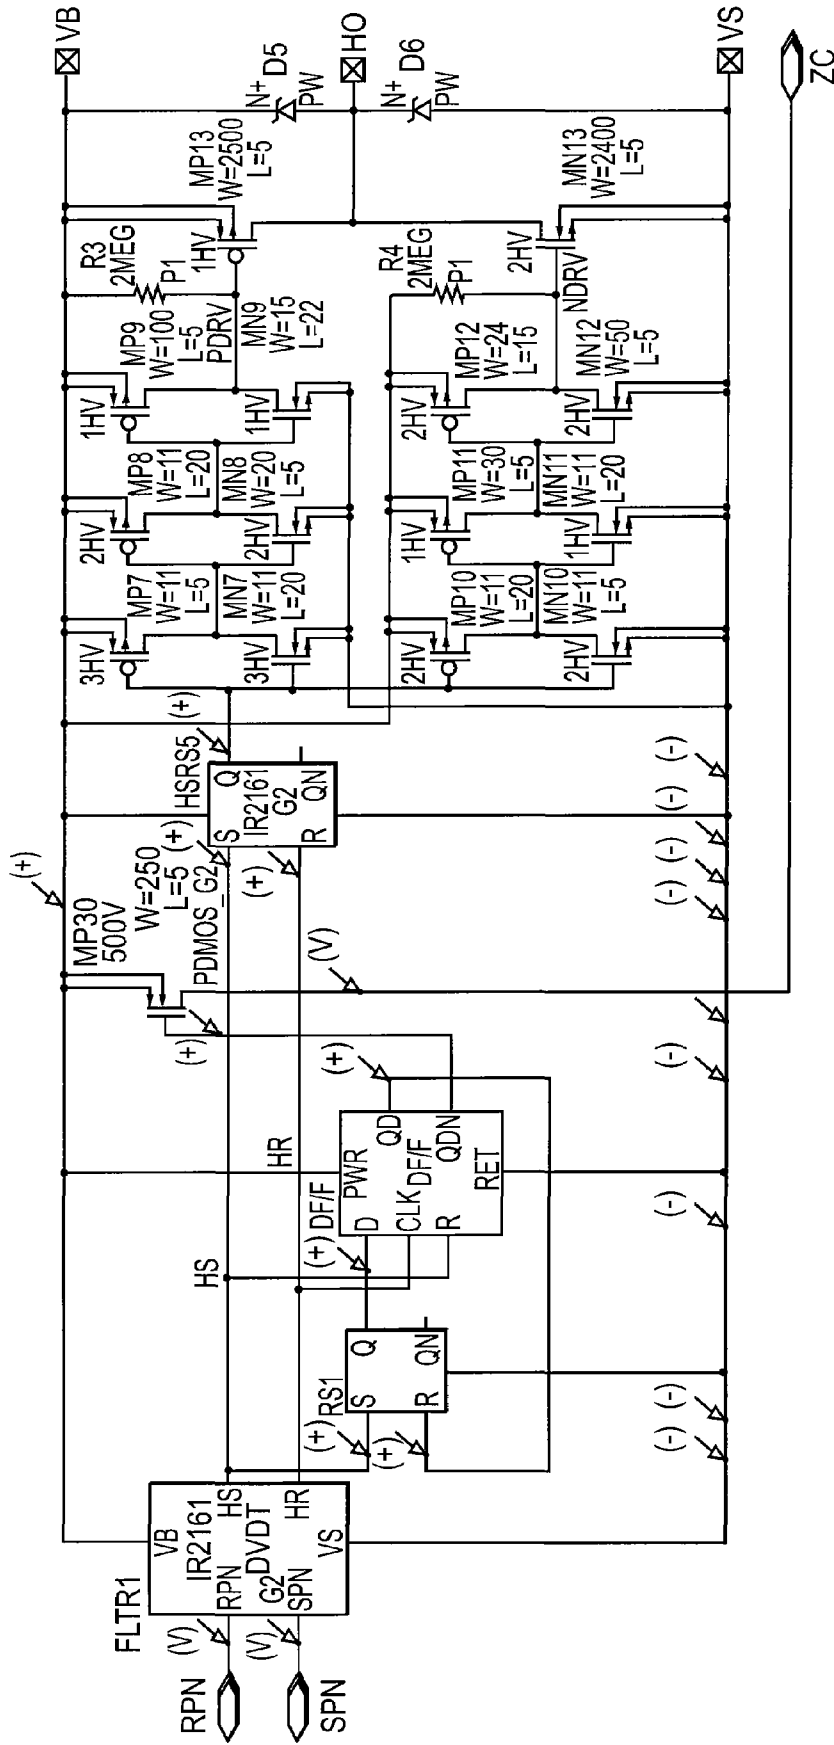 RPN
SPN
(V)
(V)
FLTR1
VB
IR2161
RPN
HS
DVDT
G2
SPN
HR
VS
(+)
(+)
RS1
S
Q
R
QN
(-)
(-)
HS
HR
(+)
DF/F
PWR
D
QD
CLK
DF/F
QDN
R
RET
(+)
(-)
(-)
(+)
(V)
MP30
500V
W=250
L=5
PDMOS_G2
(+)
(+)
(+)
HSRS5
S
Q
IR2161
G2
R
QN
(+)
(-)
(-)
(-)
(-)
3HV
MP7
W=11
L=5
3HV
MN7
W=11
L=20
2HV
MP8
W=11
L=20
2HV
MN8
W=20
L=5
1HV
MP9
W=100
L=5
PDRV
1HV
MN9
W=15
L=22
R3
2MEG
P1
1HV
MP13
W=2500
L=5
2HV
MP10
W=11
L=20
2HV
MN10
W=11
L=5
1HV
MP11
W=30
L=5
1HV
MN11
W=11
L=20
2HV
MP12
W=24
L=15
2HV
MN12
W=50
L=5
R4
2MEG
P1
2HV
NDRV
MN13
W=2400
L=5
N+
D5
PW
N+
D6
PW
VB
HO
VS
ZC